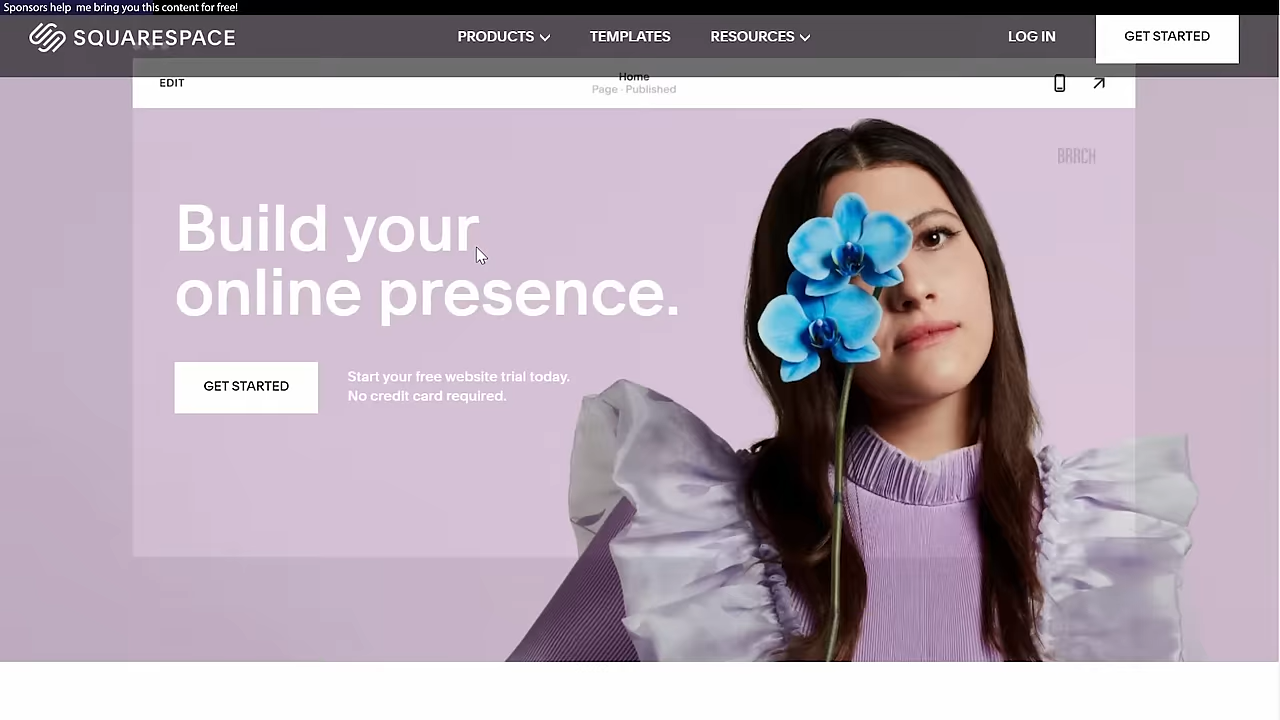 Sponsors help me bring you this content for free!
SQUARESPACE
PRODUCTS
TEMPLATES
RESOURCES
LOG IN
GET STARTED
EDIT
Home
Page · Published
BRRCH
Build your
online presence.
GET STARTED
Start your free website trial today.
No credit card required.